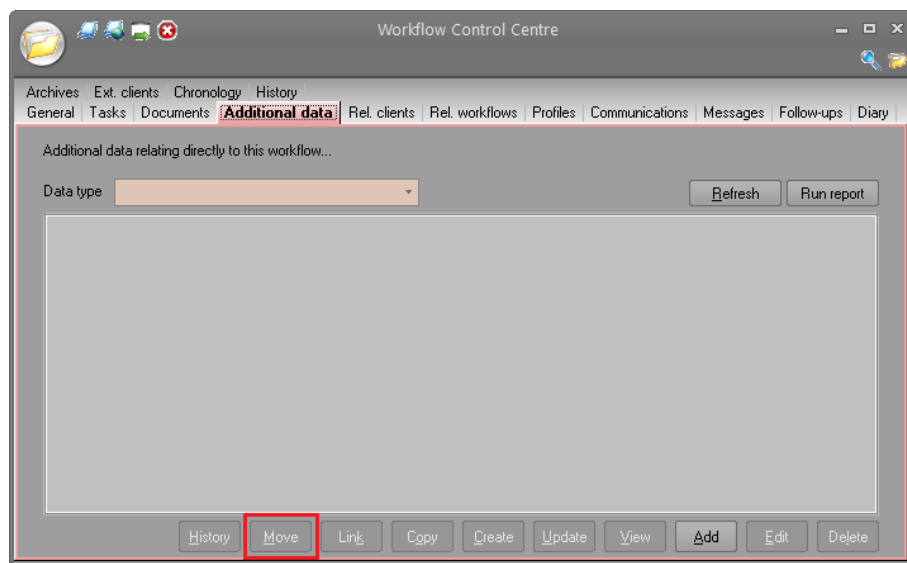 Workflow Control Centre
Archives Ext. clients Chronology History
General Tasks Documents Additional data Rel. clients Rel. workflows Profiles Communications Messages Follow-ups Diary
Additional data relating directly to this workflow...
Data type Refresh Run report
History Move Link Copy Create Update View Add Edit Delete